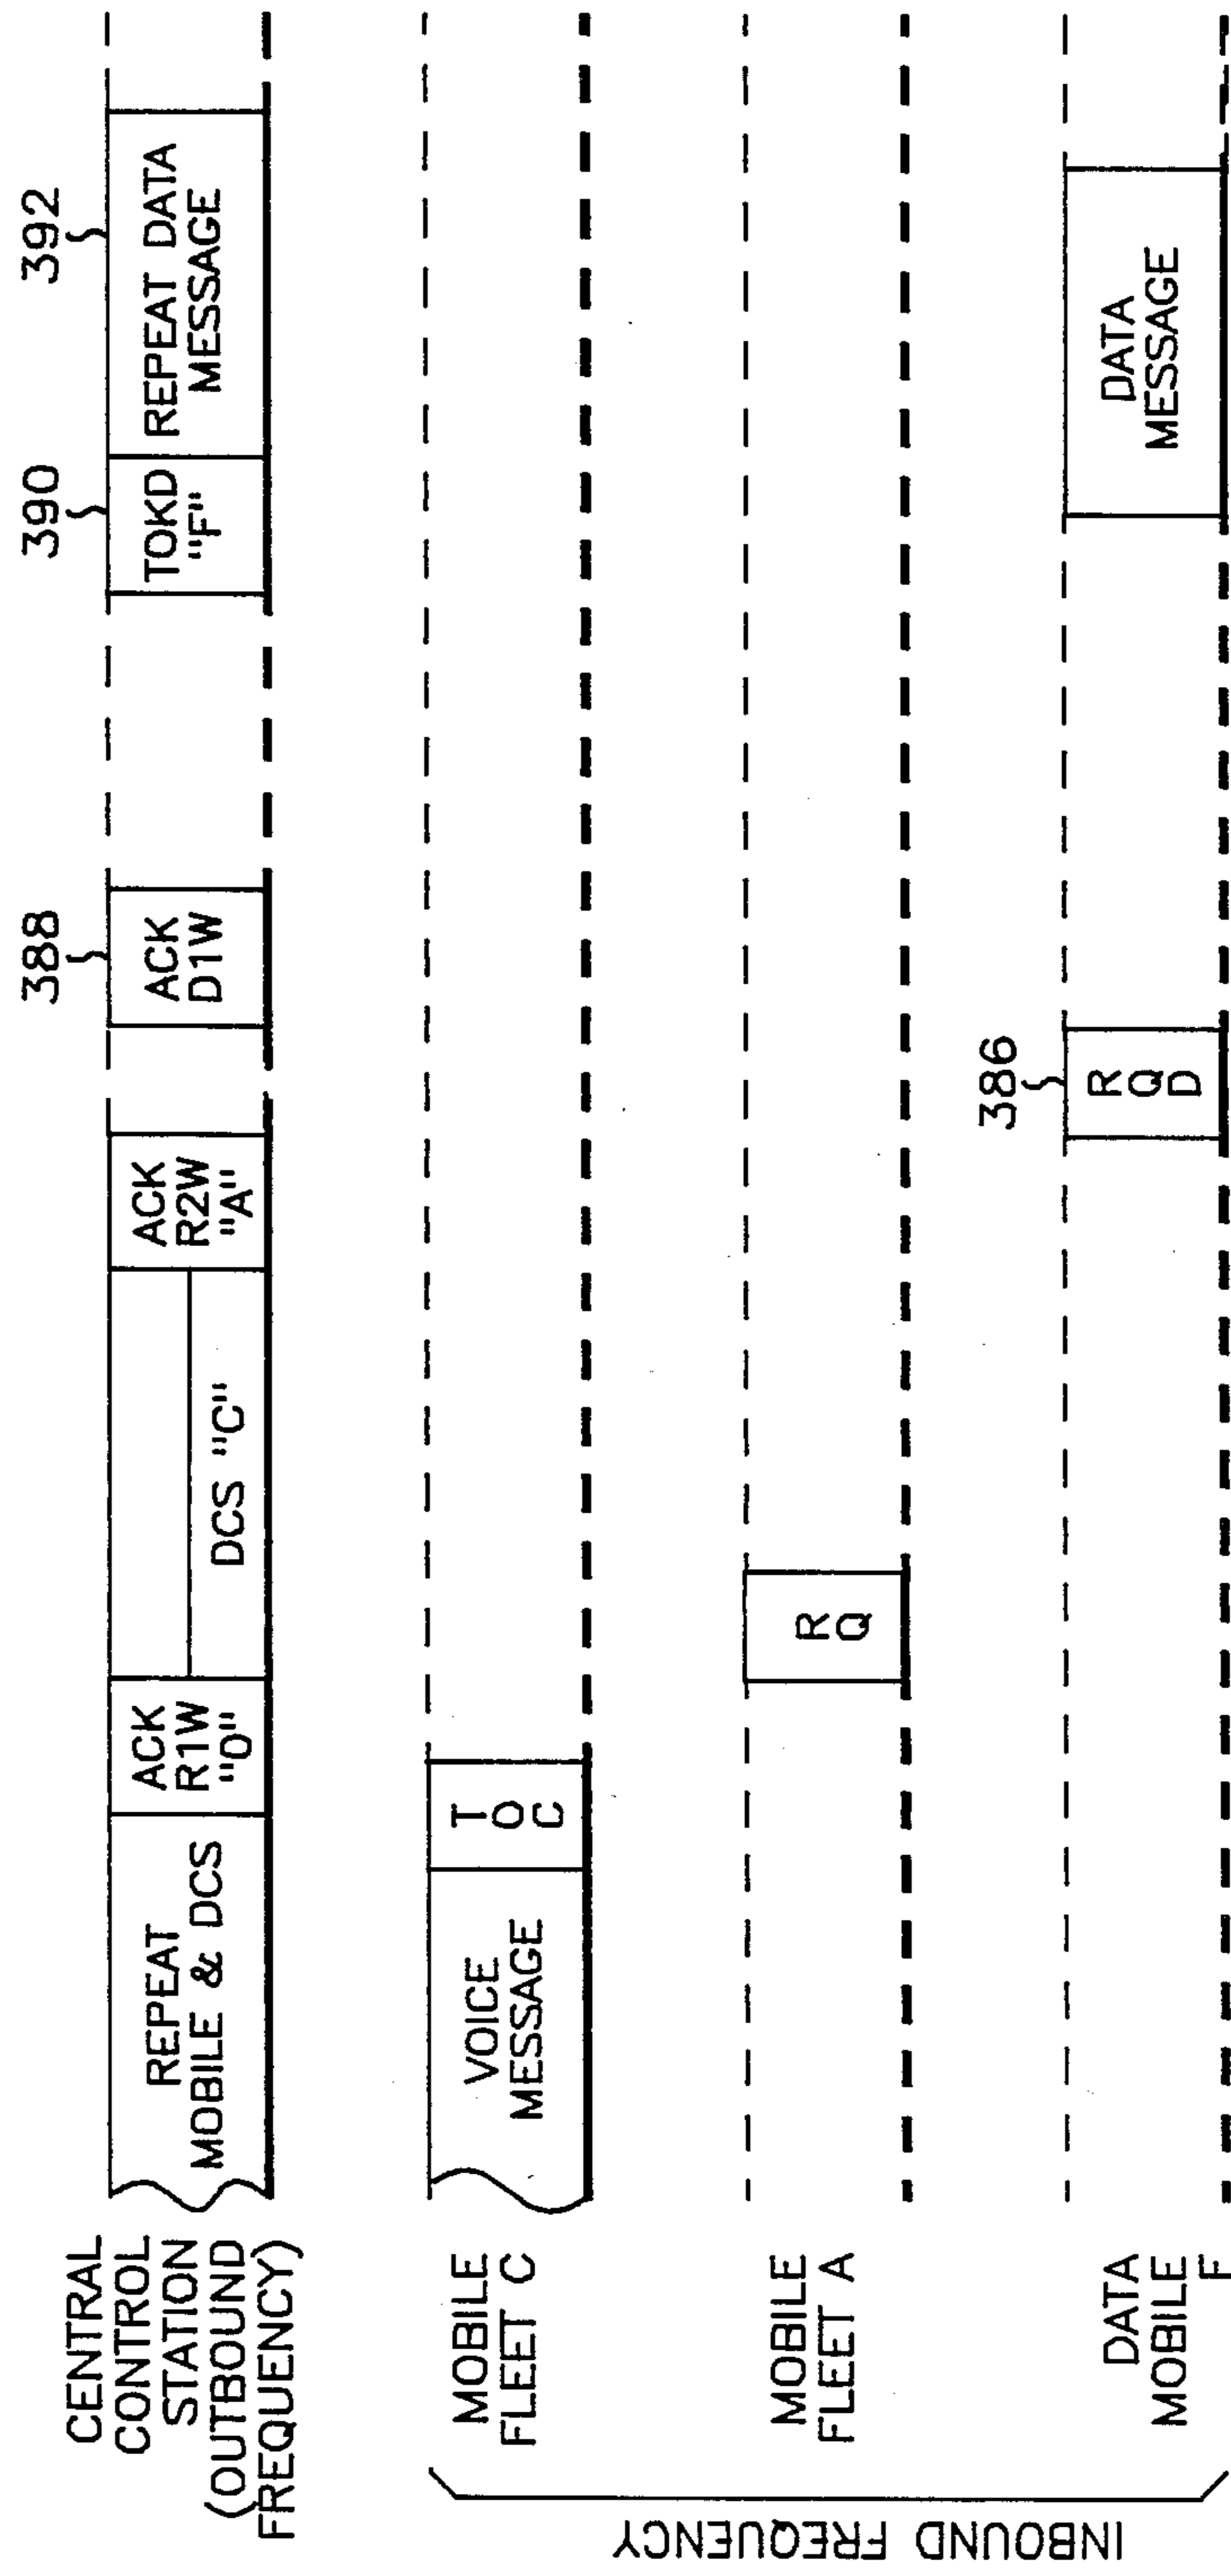 CENTRAL
CONTROL
STATION
(OUTBOUND
FREQUENCY)
REPEAT
MOBILE & DCS
ACK
R1W
"0"
DCS "C"
ACK
R2W
"A"
388
ACK
D1W
390
TOKD
"F"
392
REPEAT DATA
MESSAGE
INBOUND FREQUENCY
MOBILE
FLEET C
VOICE
MESSAGE
T
O
C
MOBILE
FLEET A
R
Q
DATA
MOBILE
F
386
R
Q
D
DATA
MESSAGE